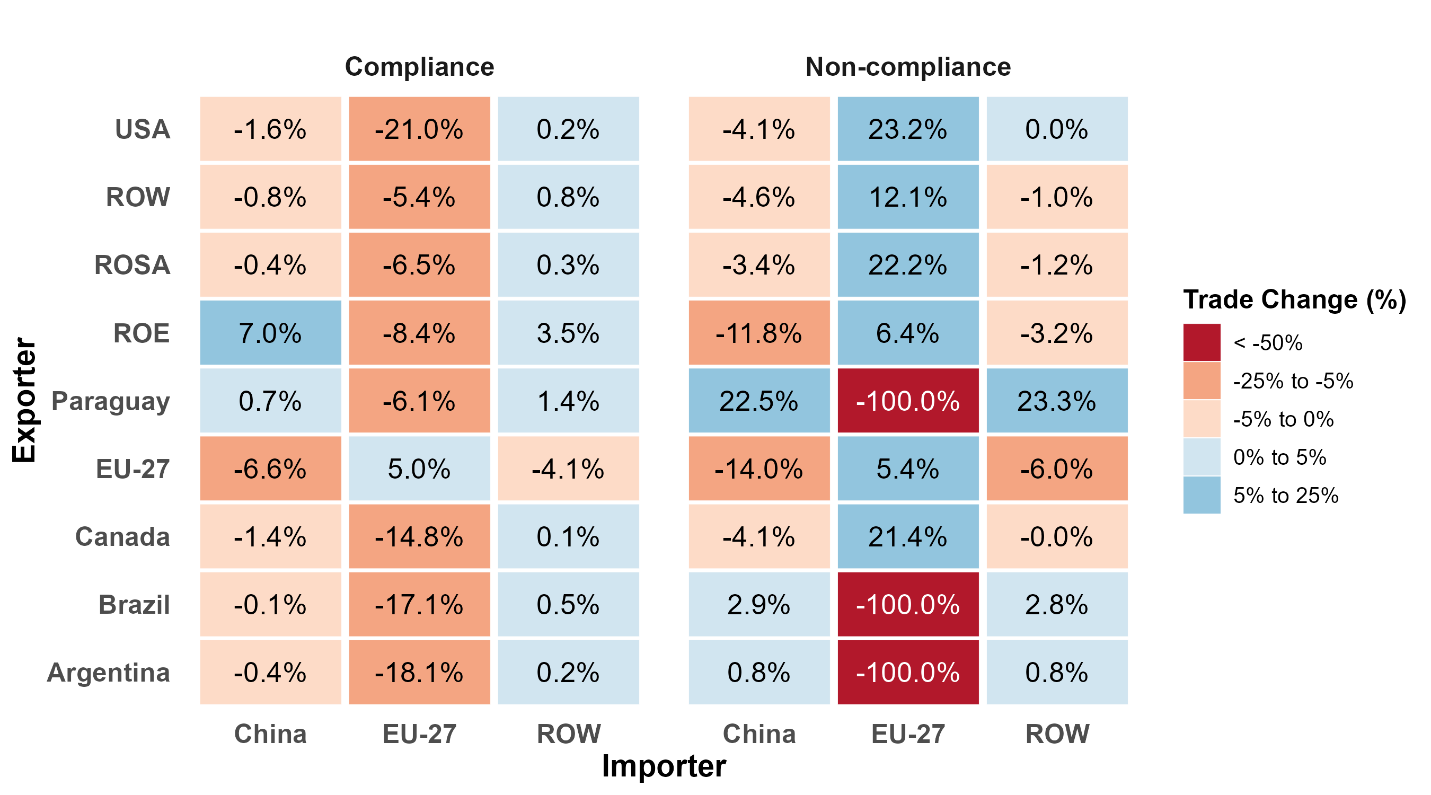 Compliance Non-compliance
USA -1.6% -21.0% 0.2% -4.1% 23.2% 0.0%
ROW -0.8% -5.4% 0.8% -4.6% 12.1% -1.0%
ROSA -0.4% -6.5% 0.3% -3.4% 22.2% -1.2%
ROE 7.0% -8.4% 3.5% -11.8% 6.4% -3.2%
Paraguay 0.7% -6.1% 1.4% 22.5% -100.0% 23.3%
EU-27 -6.6% 5.0% -4.1% -14.0% 5.4% -6.0%
Canada -1.4% -14.8% 0.1% -4.1% 21.4% -0.0%
Brazil -0.1% -17.1% 0.5% 2.9% -100.0% 2.8%
Argentina -0.4% -18.1% 0.2% 0.8% -100.0% 0.8%
China EU-27 ROW China EU-27 ROW
Importer
Exporter
Trade Change (%)
< -50%
-25% to -5%
-5% to 0%
0% to 5%
5% to 25%